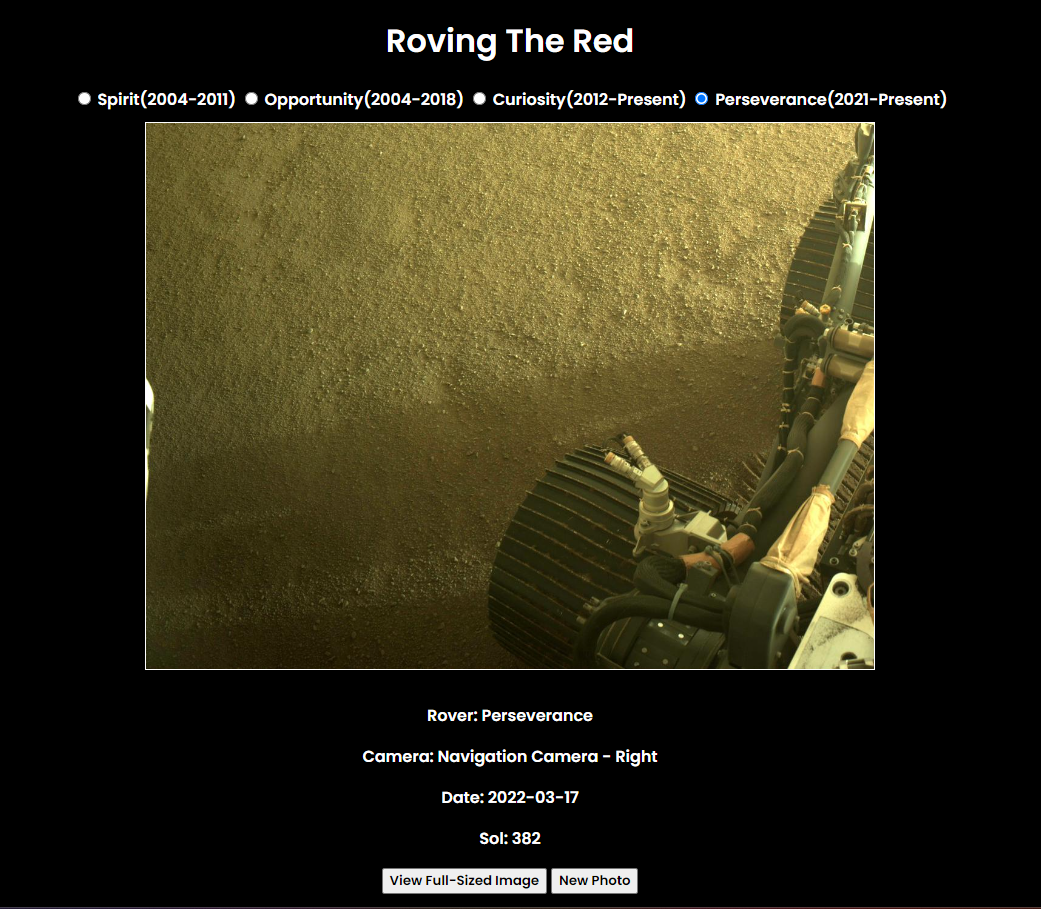 Roving The Red
Spirit(2004-2011) Opportunity(2004-2018) Curiosity(2012-Present) Perseverance(2021-Present)
Rover: Perseverance
Camera: Navigation Camera - Right
Date: 2022-03-17
Sol: 382
View Full-Sized Image New Photo